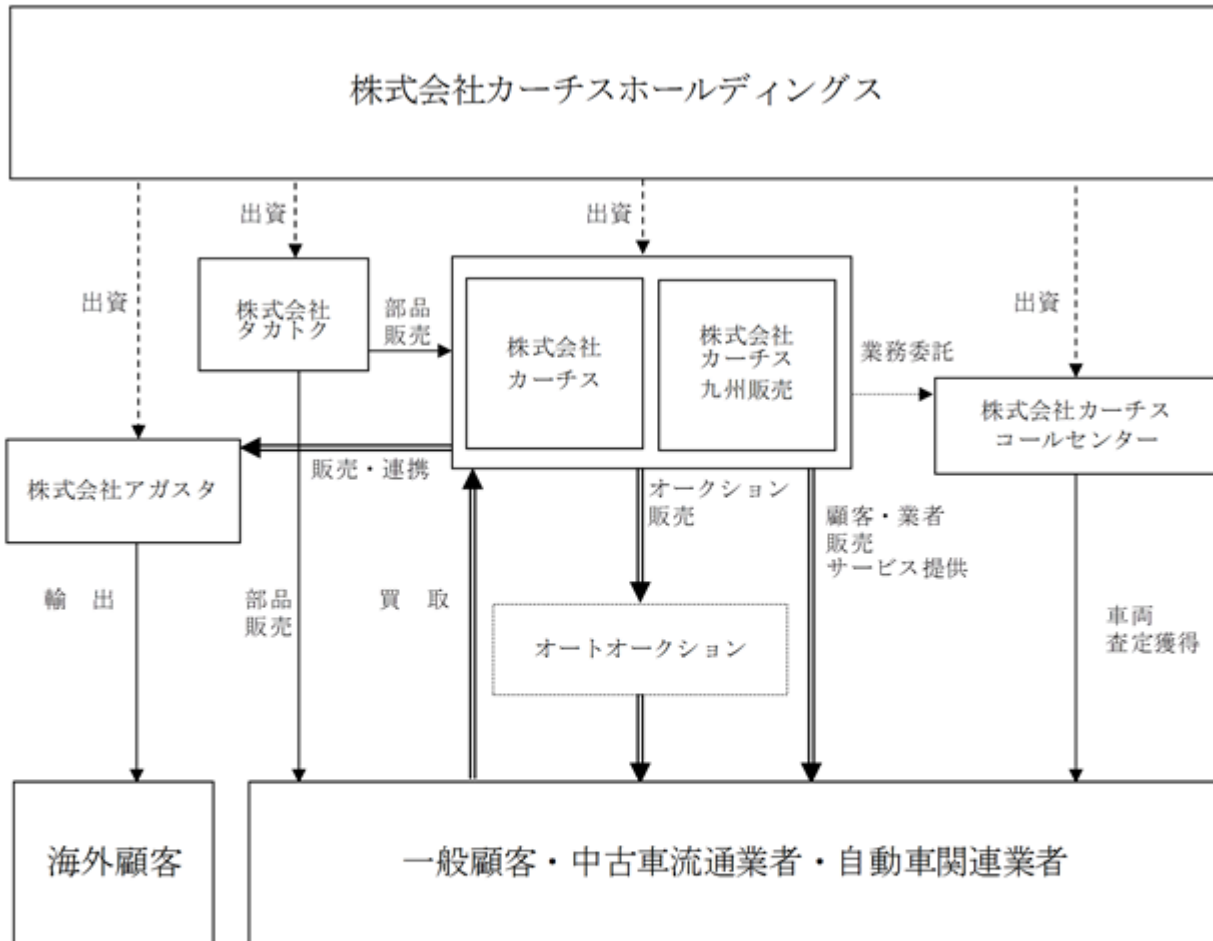 株式会社カーチスホールディングス
出資
出資
出資
出資
株式会社
タカトク
部品
販売
株式会社
カーチス
株式会社
カーチス
九州販売
業務委託
株式会社カーチス
コールセンター
株式会社アガスタ
販売・連携
オークション
販売
顧客・業者
販売
サービス提供
輸 出
部品
販売
買 取
オートオークション
車両
査定獲得
海外顧客
一般顧客・中古車流通業者・自動車関連業者